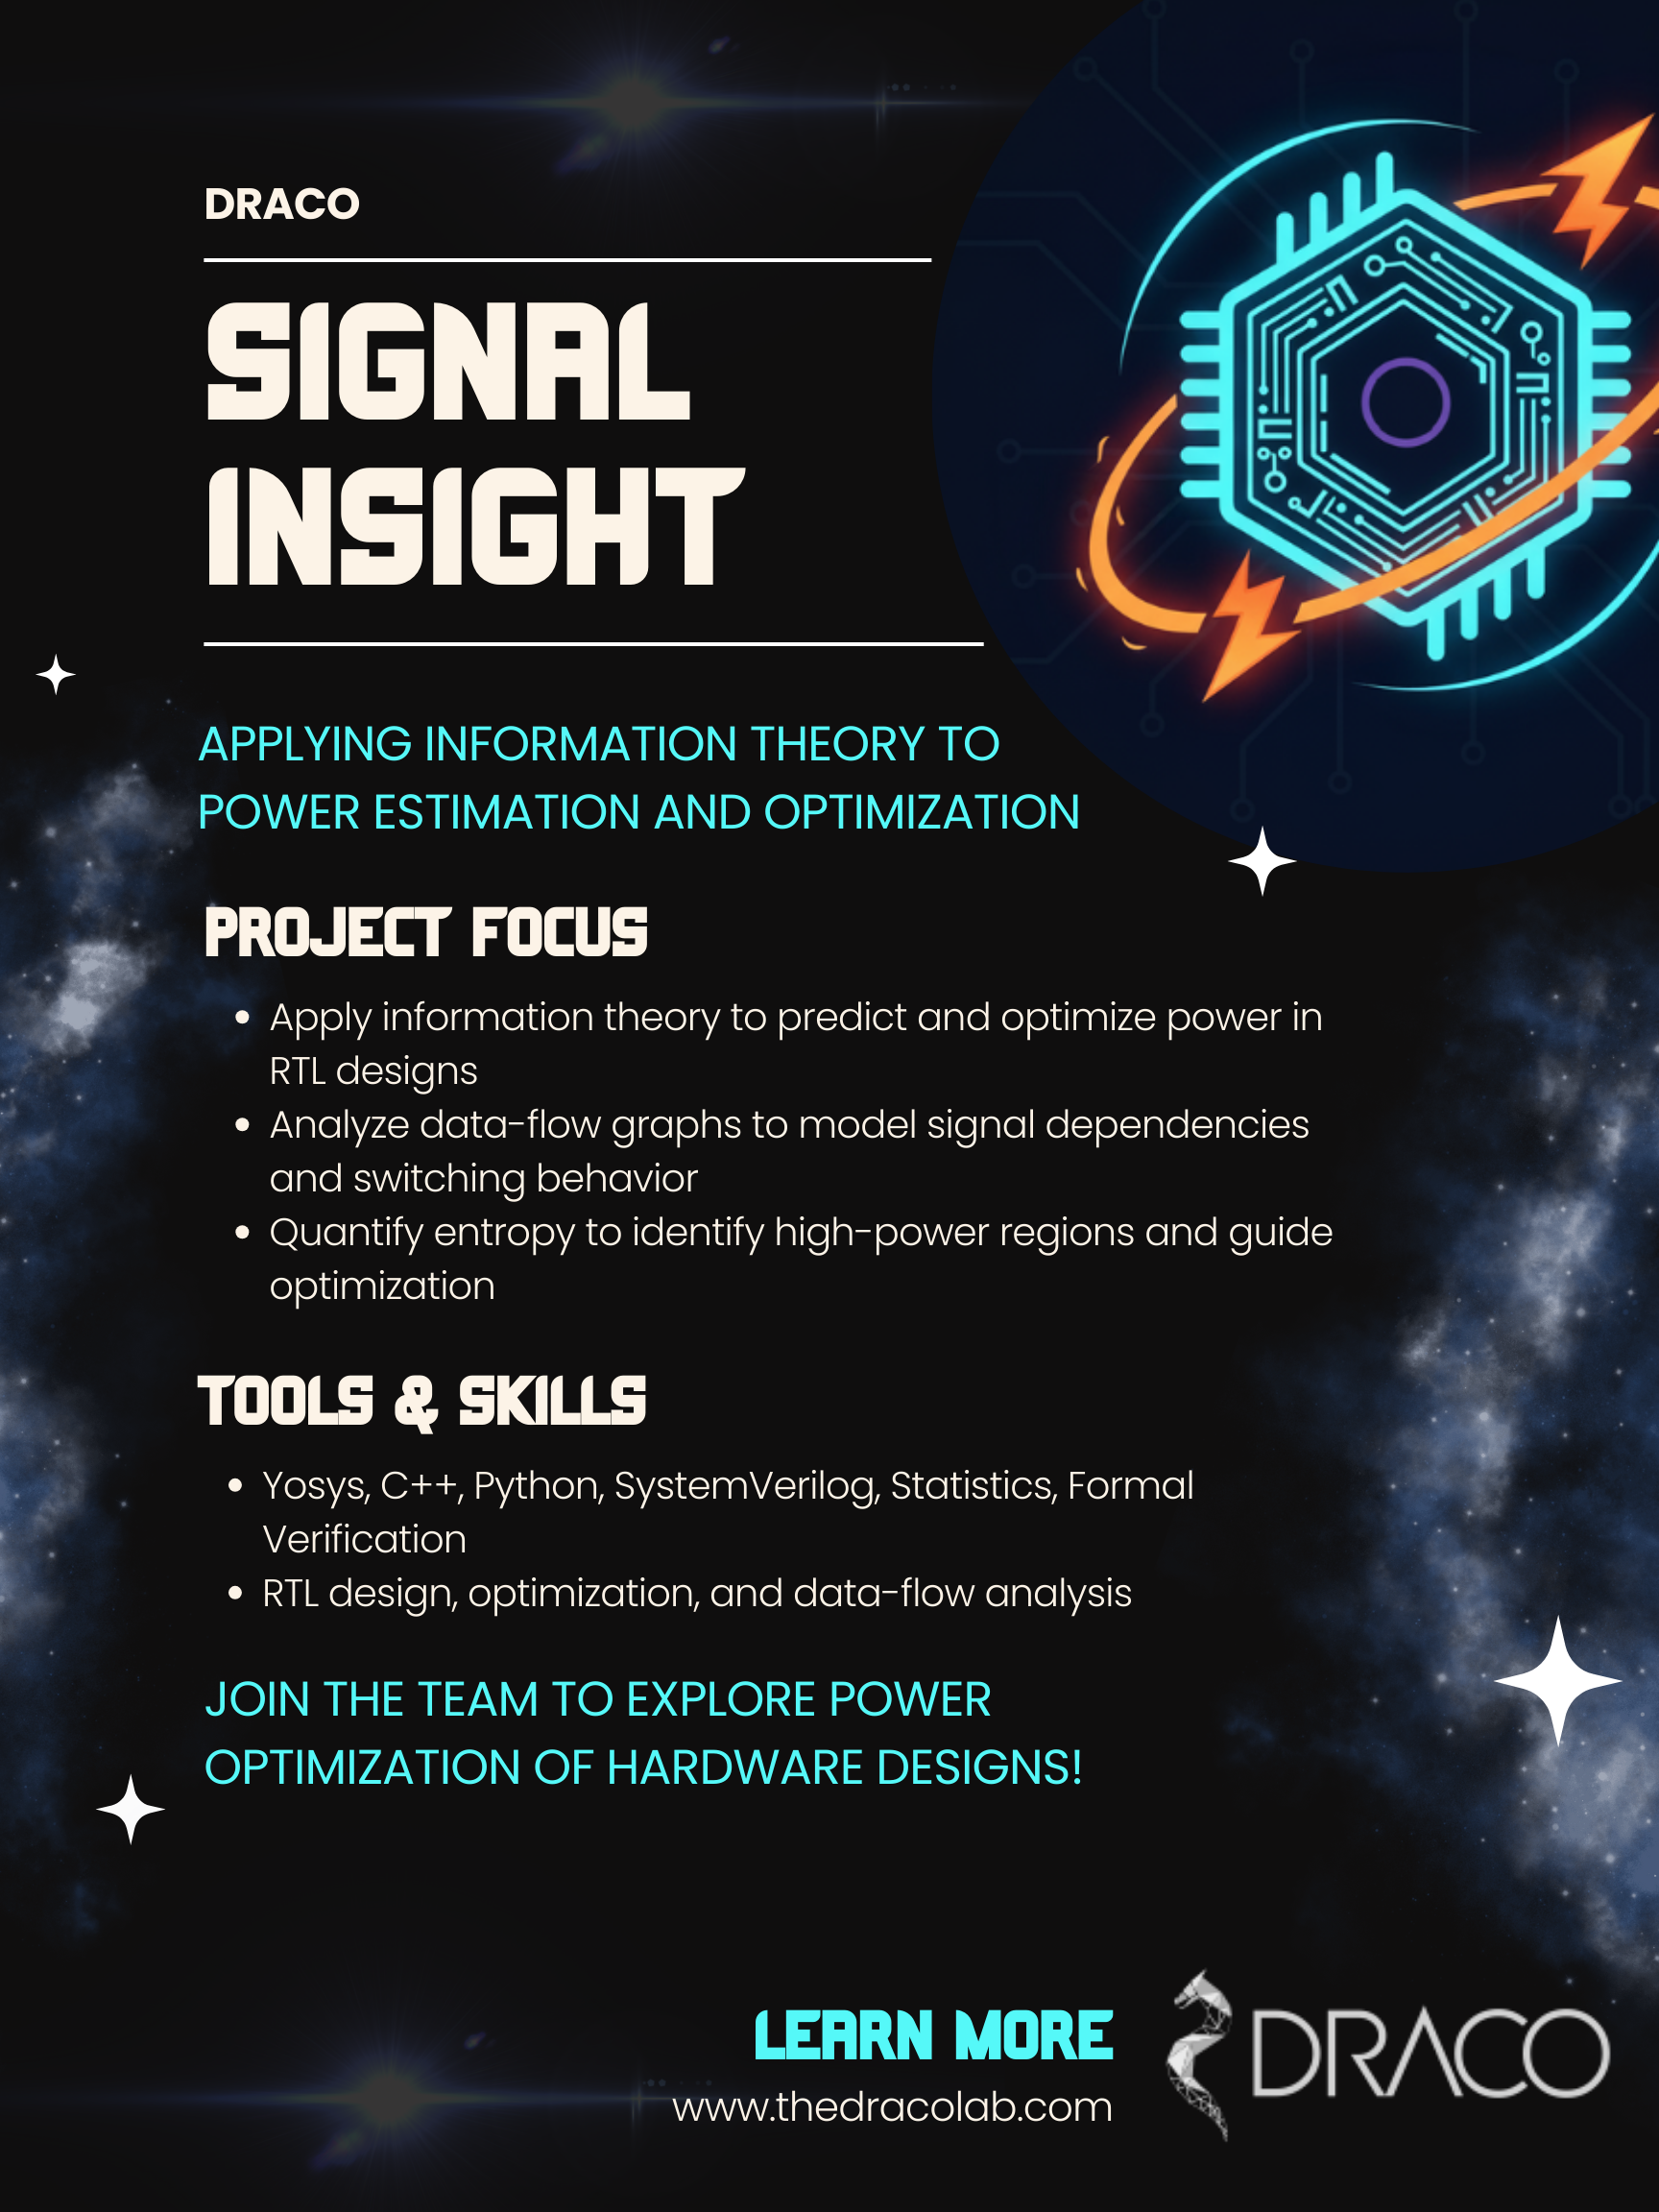 DRACO
SIGNAL
INSIGHT
APPLYING INFORMATION THEORY TO
POWER ESTIMATION AND OPTIMIZATION
PROJECT FOCUS
• Apply information theory to predict and optimize power in
RTL designs
• Analyze data-flow graphs to model signal dependencies
and switching behavior
• Quantify entropy to identify high-power regions and guide
optimization
TOOLS & SKILLS
• Yosys, C++, Python, SystemVerilog, Statistics, Formal
Verification
• RTL design, optimization, and data-flow analysis
JOIN THE TEAM TO EXPLORE POWER
OPTIMIZATION OF HARDWARE DESIGNS!
LEARN MORE
www.thedracolab.com
DRACO